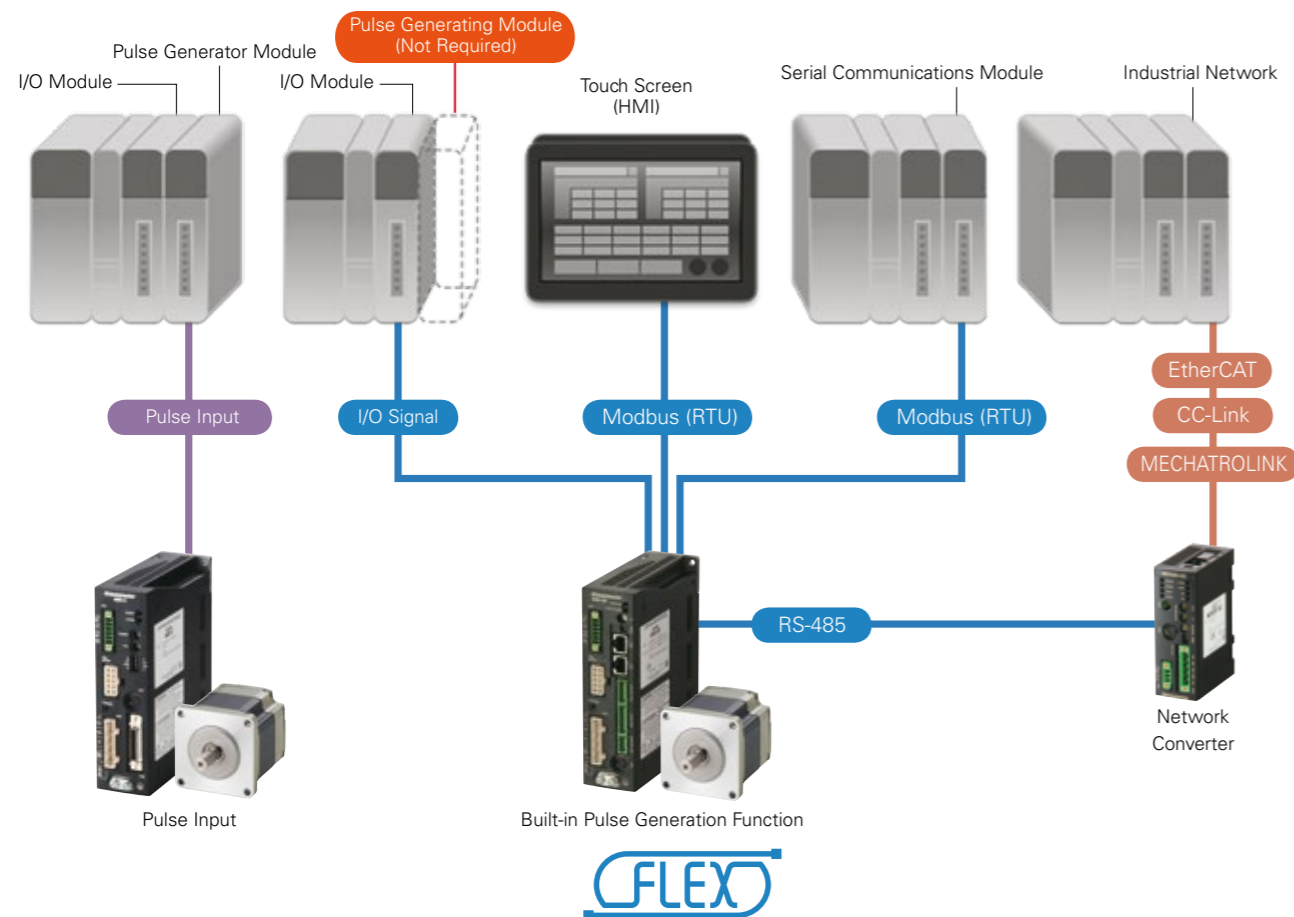 Pulse Generating Module
(Not Required)
Pulse Generator Module
I/O Module
I/O Module
Touch Screen
(HMI)
Serial Communications Module
Industrial Network
EtherCAT
Pulse Input
I/O Signal
Modbus (RTU)
Modbus (RTU)
CC-Link
MECHATROLINK
RS-485
Network
Converter
Pulse Input
Built-in Pulse Generation Function
FLEX